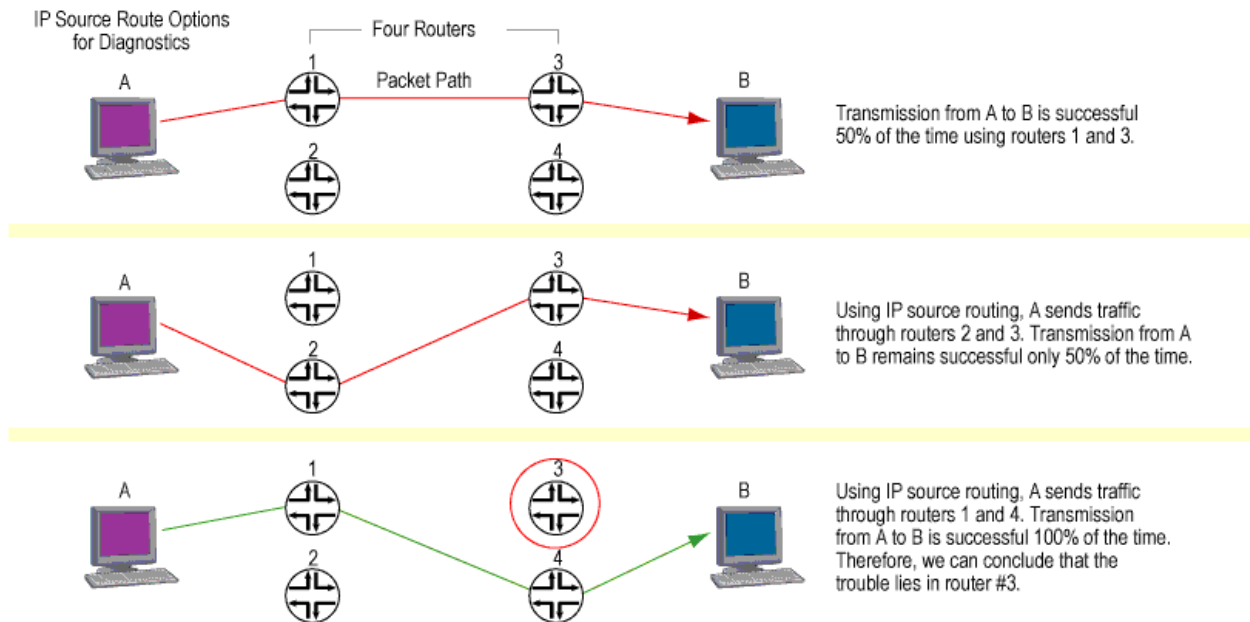 IP Source Route Options
for Diagnostics
Four Routers
A
1
Packet Path
3
B
2
4
Transmission from A to B is successful
50% of the time using routers 1 and 3.
A
1
3
B
2
4
Using IP source routing, A sends traffic
through routers 2 and 3. Transmission from A
to B remains successful only 50% of the time.
A
1
3
B
2
4
Using IP source routing, A sends traffic
through routers 1 and 4. Transmission
from A to B is successful 100% of the time.
Therefore, we can conclude that the
trouble lies in router #3.